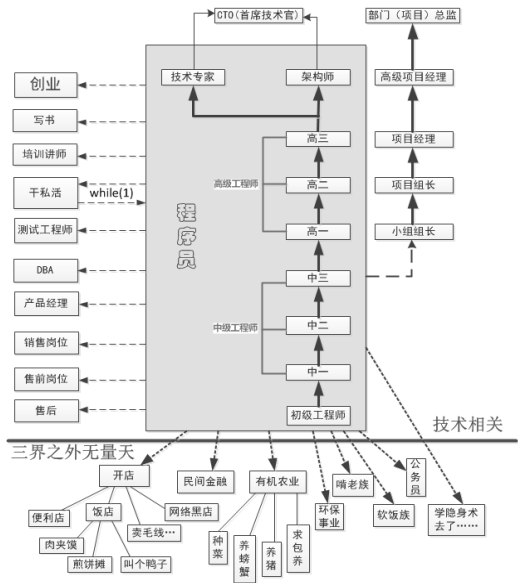 CTO(首席技术官)
部门（项目）总监
技术专家
架构师
高级项目经理
创业
写书
高三
项目经理
培训讲师
高级工程师
高二
项目组长
干私活
while(1)
程序员
测试工程师
高一
小组组长
DBA
中三
产品经理
中级工程师
中二
销售岗位
售前岗位
中一
售后
初级工程师
技术相关
三界之外无量天
开店
民间金融
有机农业
啃老族
公务员
便利店
饭店
网络黑店
环保
事业
软饭族
学隐身术
去了……
肉夹馍
卖毛线…
煎饼摊
叫个鸭子
种菜
养螃蟹
养猪
求包养